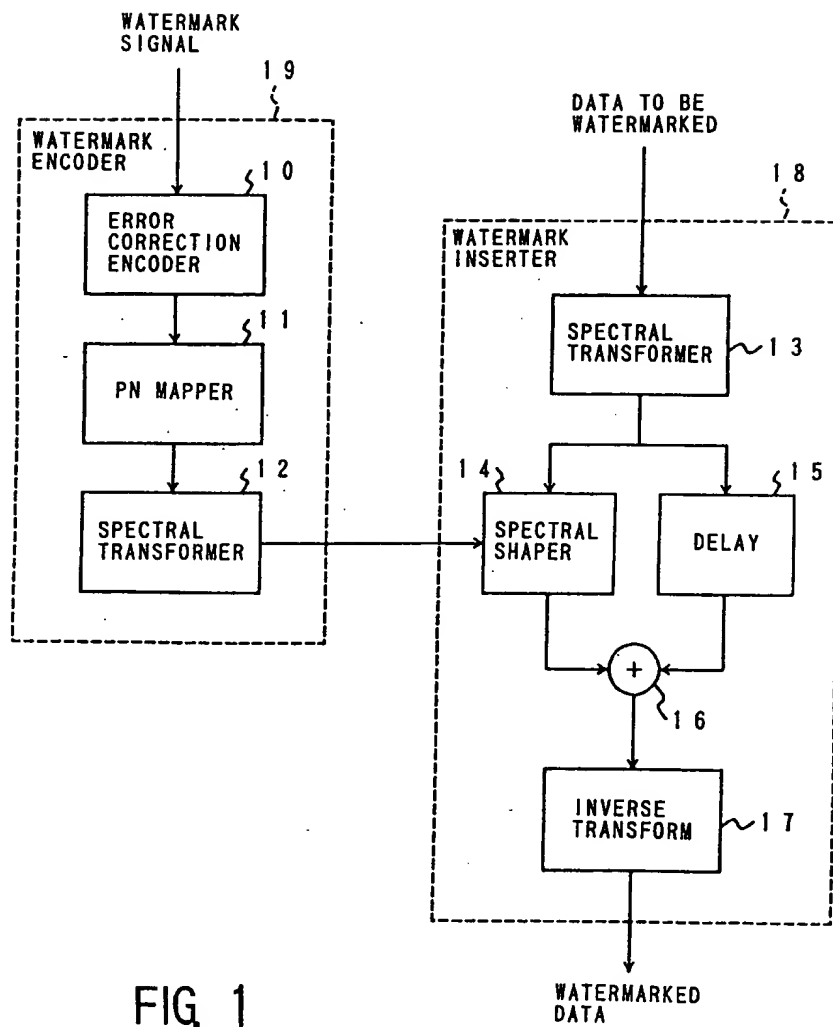 WATERMARK
SIGNAL
19
WATERMARK
ENCODER
10
ERROR
CORRECTION
ENCODER
11
PN MAPPER
12
SPECTRAL
TRANSFORMER
DATA TO BE
WATERMARKED
18
WATERMARK
INSERTER
SPECTRAL
TRANSFORMER
13
14
SPECTRAL
SHAPER
15
DELAY
+
16
INVERSE
TRANSFORM
17
WATERMARKED
DATA
FIG. 1